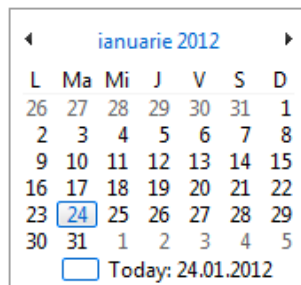 ianuarie 2012
L Ma Mi J V S D
26 27 28 29 30 31 1
2 3 4 5 6 7 8
9 10 11 12 13 14 15
16 17 18 19 20 21 22
23 24 25 26 27 28 29
30 31 1 2 3 4 5
Today: 24.01.2012